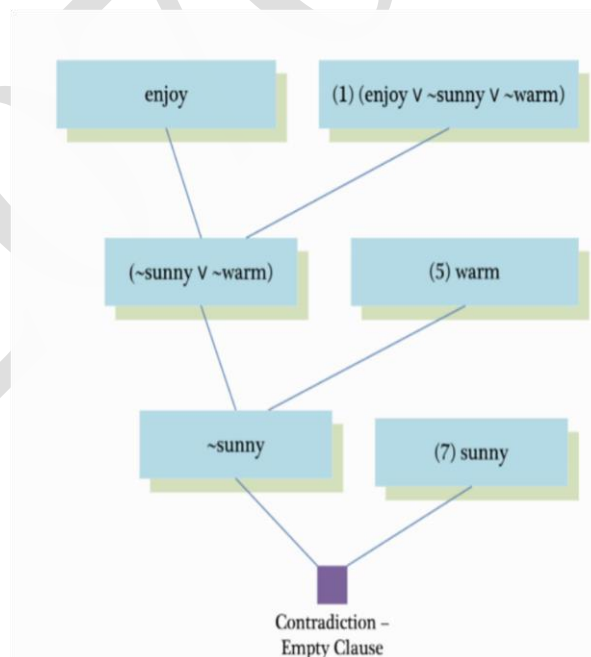 enjoy
(1) (enjoy V ~sunny V ~warm)
(~sunny V ~warm)
(5) warm
~sunny
(7) sunny
Contradiction –
Empty Clause